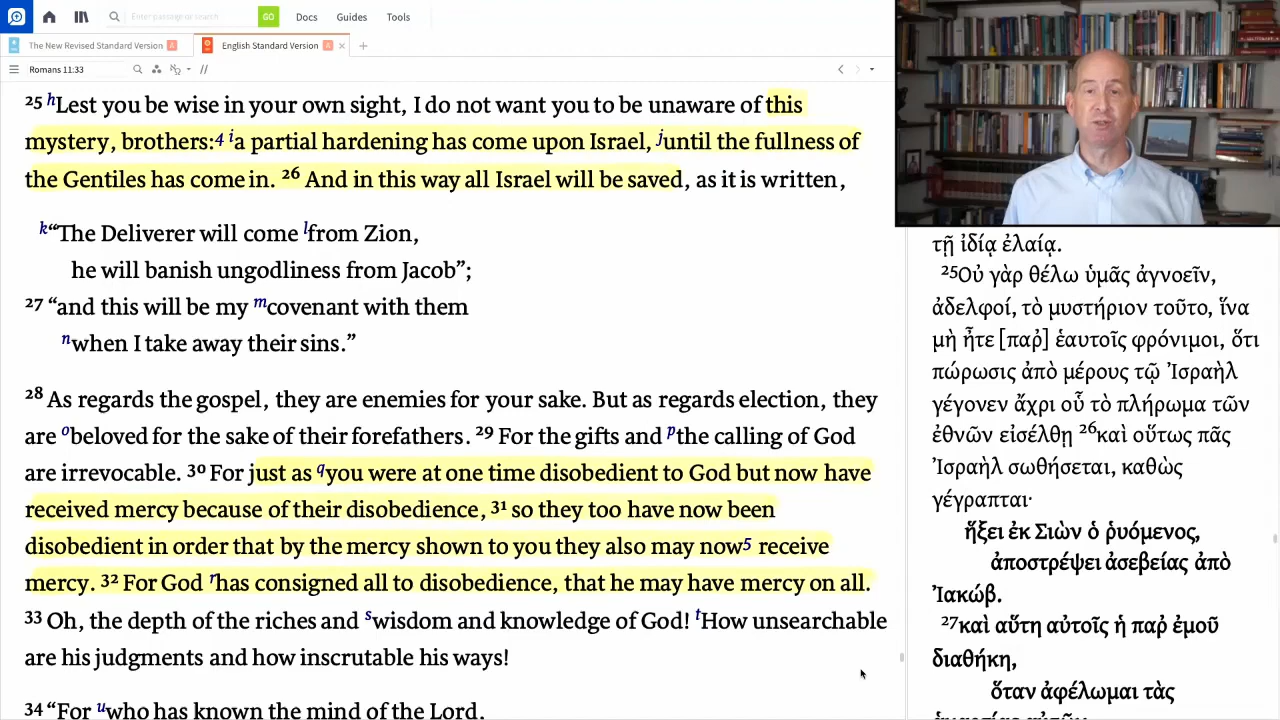 Enter passage or search
GO
Docs
Guides
Tools
The New Revised Standard Version A
English Standard Version A
Romans 11:33
25 hLest you be wise in your own sight, I do not want you to be unaware of this
mystery, brothers:4 ia partial hardening has come upon Israel, juntil the fullness of
the Gentiles has come in. 26 And in this way all Israel will be saved, as it is written,
k“The Deliverer will come lfrom Zion,
he will banish ungodliness from Jacob”;
27 “and this will be my mcovenant with them
nwhen I take away their sins.”
28 As regards the gospel, they are enemies for your sake. But as regards election, they
are obeloved for the sake of their forefathers. 29 For the gifts and pthe calling of God
are irrevocable. 30 For just as qyou were at one time disobedient to God but now have
received mercy because of their disobedience, 31 so they too have now been
disobedient in order that by the mercy shown to you they also may now5 receive
mercy. 32 For God rhas consigned all to disobedience, that he may have mercy on all.
33 Oh, the depth of the riches and swisdom and knowledge of God! tHow unsearchable
are his judgments and how inscrutable his ways!
34 “For uwho has known the mind of the Lord,
τῇ ἰδίᾳ ἐλαίᾳ.
25Οὐ γὰρ θέλω ὑμᾶς ἀγνοεῖν,
ἀδελφοί, τὸ μυστήριον τοῦτο, ἵνα
μὴ ἦτε [παρ᾽] ἑαυτοῖς φρόνιμοι, ὅτι
πώρωσις ἀπὸ μέρους τῷ Ἰσραὴλ
γέγονεν ἄχρι οὗ τὸ πλήρωμα τῶν
ἐθνῶν εἰσέλθῃ 26καὶ οὕτως πᾶς
Ἰσραὴλ σωθήσεται, καθὼς
γέγραπται·
ἥξει ἐκ Σιὼν ὁ ῥυόμενος,
ἀποστρέψει ἀσεβείας ἀπὸ
Ἰακώβ.
27καὶ αὕτη αὐτοῖς ἡ παρ᾽ ἐμοῦ
διαθήκη,
ὅταν ἀφέλωμαι τὰς